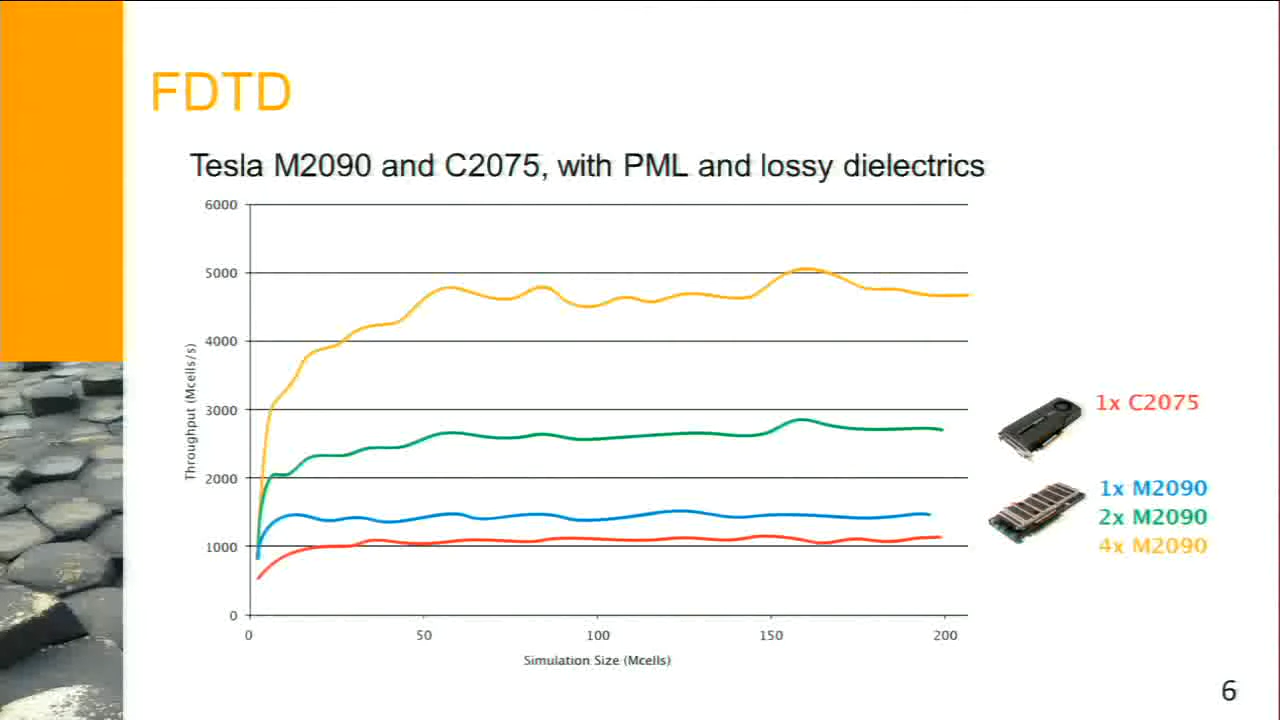 FDTD
Tesla M2090 and C2075, with PML and lossy dielectrics
6000
5000
4000
3000
2000
1000
0
Throughput (Mcells/s)
0 50 100 150 200
Simulation Size (Mcells)
1x C2075
1x M2090
2x M2090
4x M2090
6